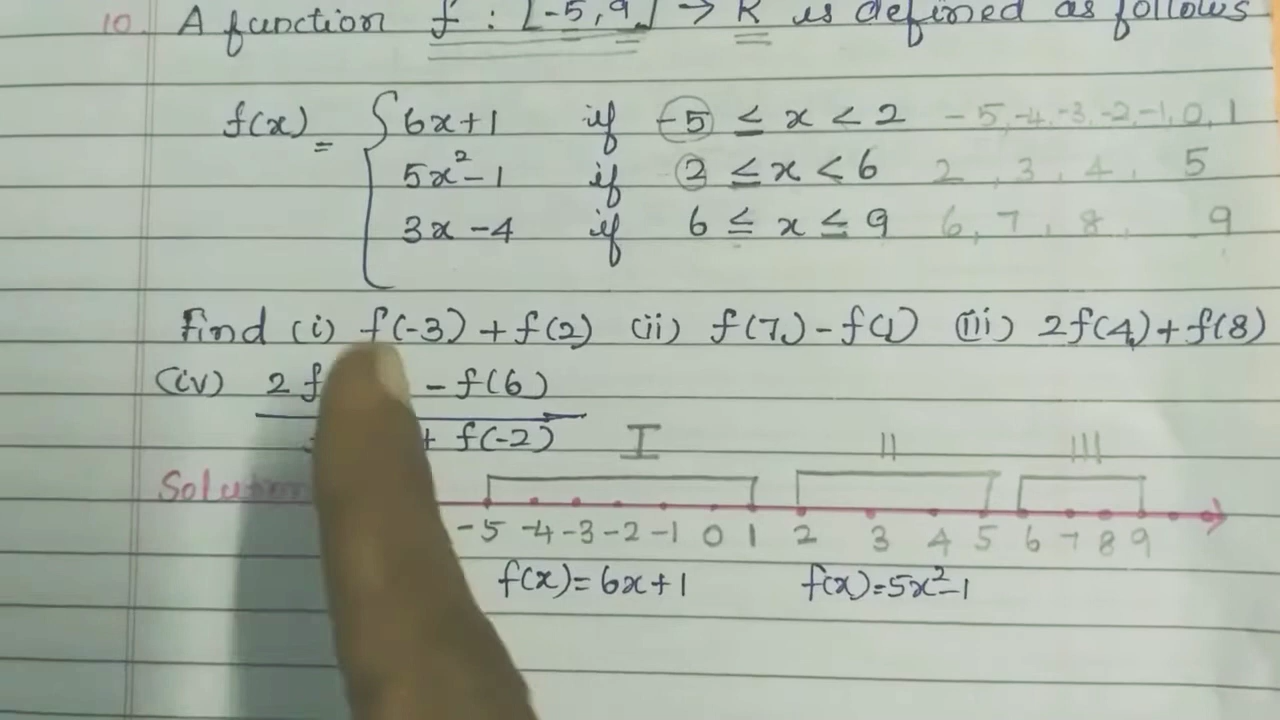 10. A function f : [-5, 9] → R is defined as follows
f(x) = { 6x+1 if -5 ≤ x < 2 -5,-4,-3,-2,-1,0,1
5x²-1 if 2 ≤ x < 6 2, 3, 4, 5
3x-4 if 6 ≤ x ≤ 9 6, 7, 8, 9
Find (i) f(-3) + f(2) (ii) f(7) - f(1) (iii) 2f(4) + f(8)
(iv) 2f - f(6)
+ f(-2) I II III
Solution
-5 -4 -3 -2 -1 0 1 2 3 4 5 6 7 8 9
f(x) = 6x+1 f(x) = 5x²-1